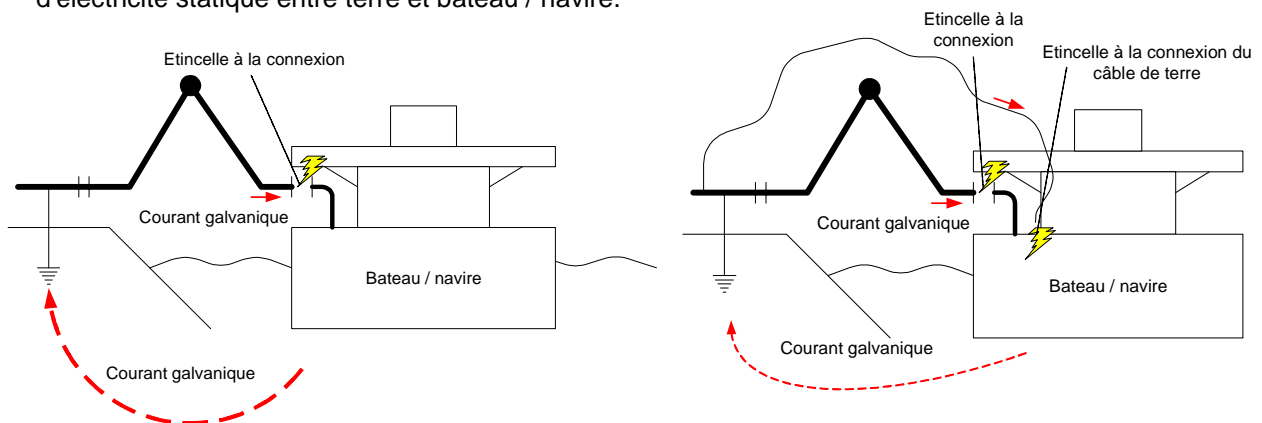 d'électricité statique entre terre et bateau / navire.
Etincelle à la connexion
Courant galvanique
Bateau / navire
Courant galvanique
Etincelle à la
connexion
Etincelle à la connexion du
câble de terre
Courant galvanique
Bateau / navire
Courant galvanique